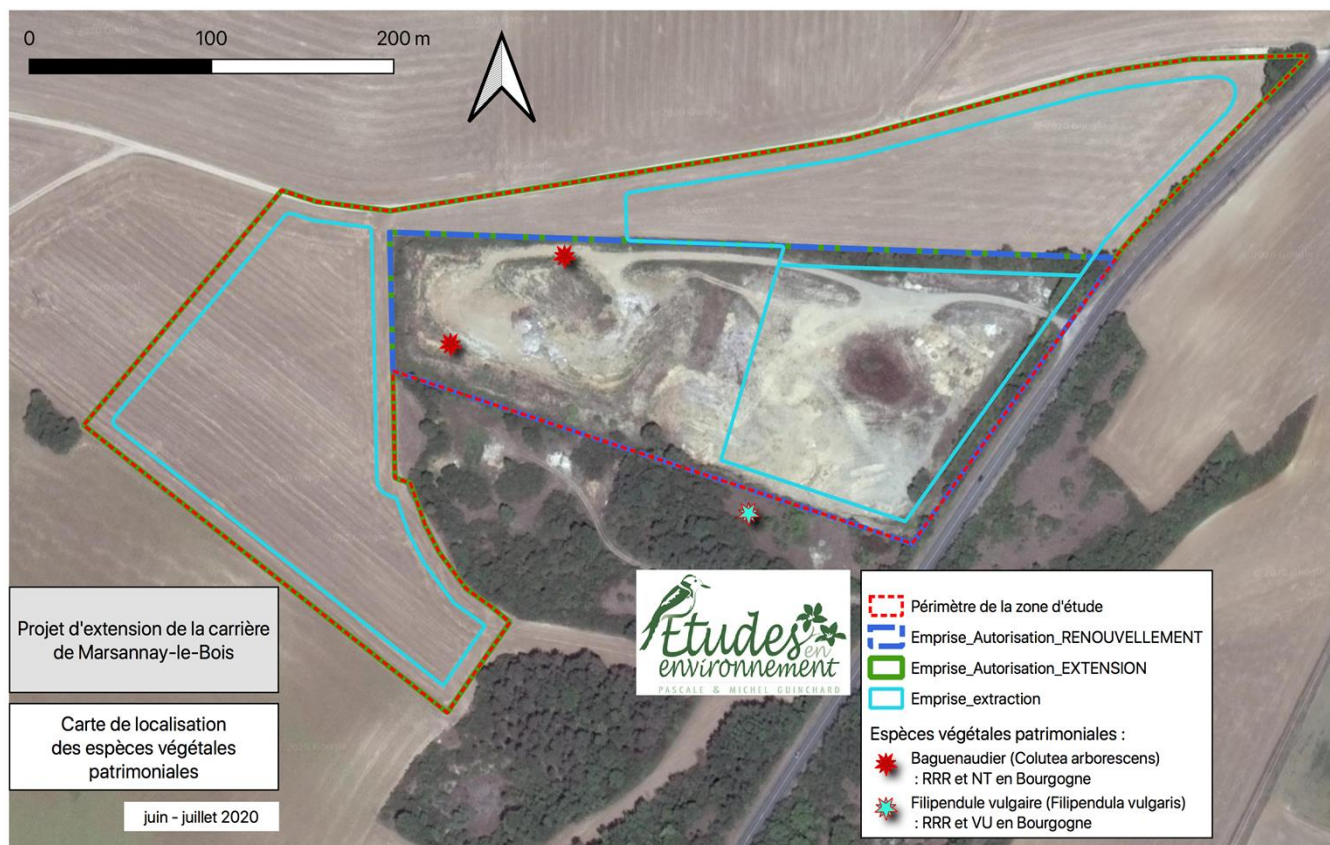 0 100 200 m
Projet d'extension de la carrière
de Marsannay-le-Bois
Carte de localisation
des espèces végétales
patrimoniales
juin - juillet 2020
Etudes
en
environnement
PASCALE & MICHEL GUINCHARD
Périmètre de la zone d'étude
Emprise_Autorisation_RENOUVELLEMENT
Emprise_Autorisation_EXTENSION
Emprise_extraction
Espèces végétales patrimoniales :
Baguenaudier (Colutea arborescens)
: RRR et NT en Bourgogne
Filipendule vulgaire (Filipendula vulgaris)
: RRR et VU en Bourgogne